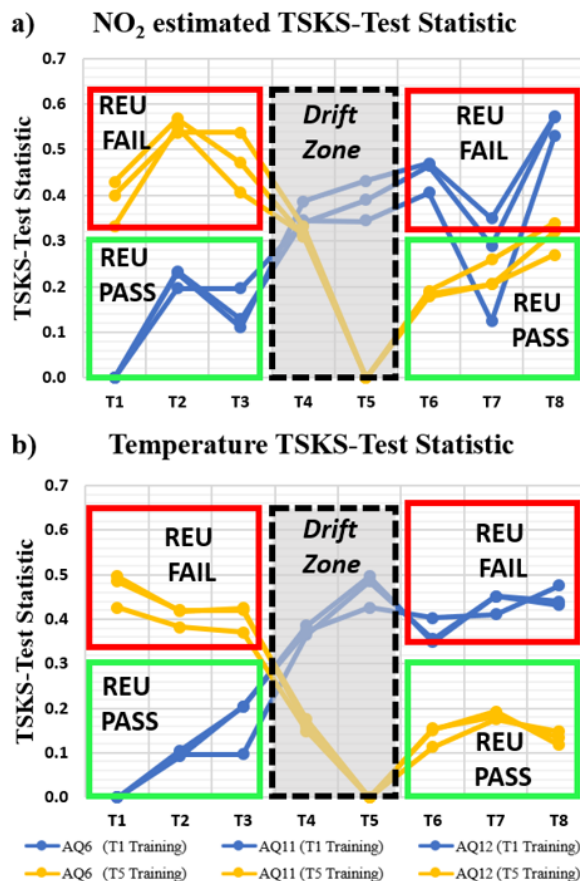 a) NO₂ estimated TSKS-Test Statistic
TSKS-Test Statistic
0.7
0.6
0.5
0.4
0.3
0.2
0.1
0.0
REU
FAIL
REU
PASS
Drift
Zone
REU
FAIL
REU
PASS
T1 T2 T3 T4 T5 T6 T7 T8
b) Temperature TSKS-Test Statistic
TSKS-Test Statistic
0.7
0.6
0.5
0.4
0.3
0.2
0.1
0.0
REU
FAIL
REU
PASS
Drift
Zone
REU
FAIL
REU
PASS
T1 T2 T3 T4 T5 T6 T7 T8
AQ6 (T1 Training) AQ11 (T1 Training) AQ12 (T1 Training)
AQ6 (T5 Training) AQ11 (T5 Training) AQ12 (T5 Training)